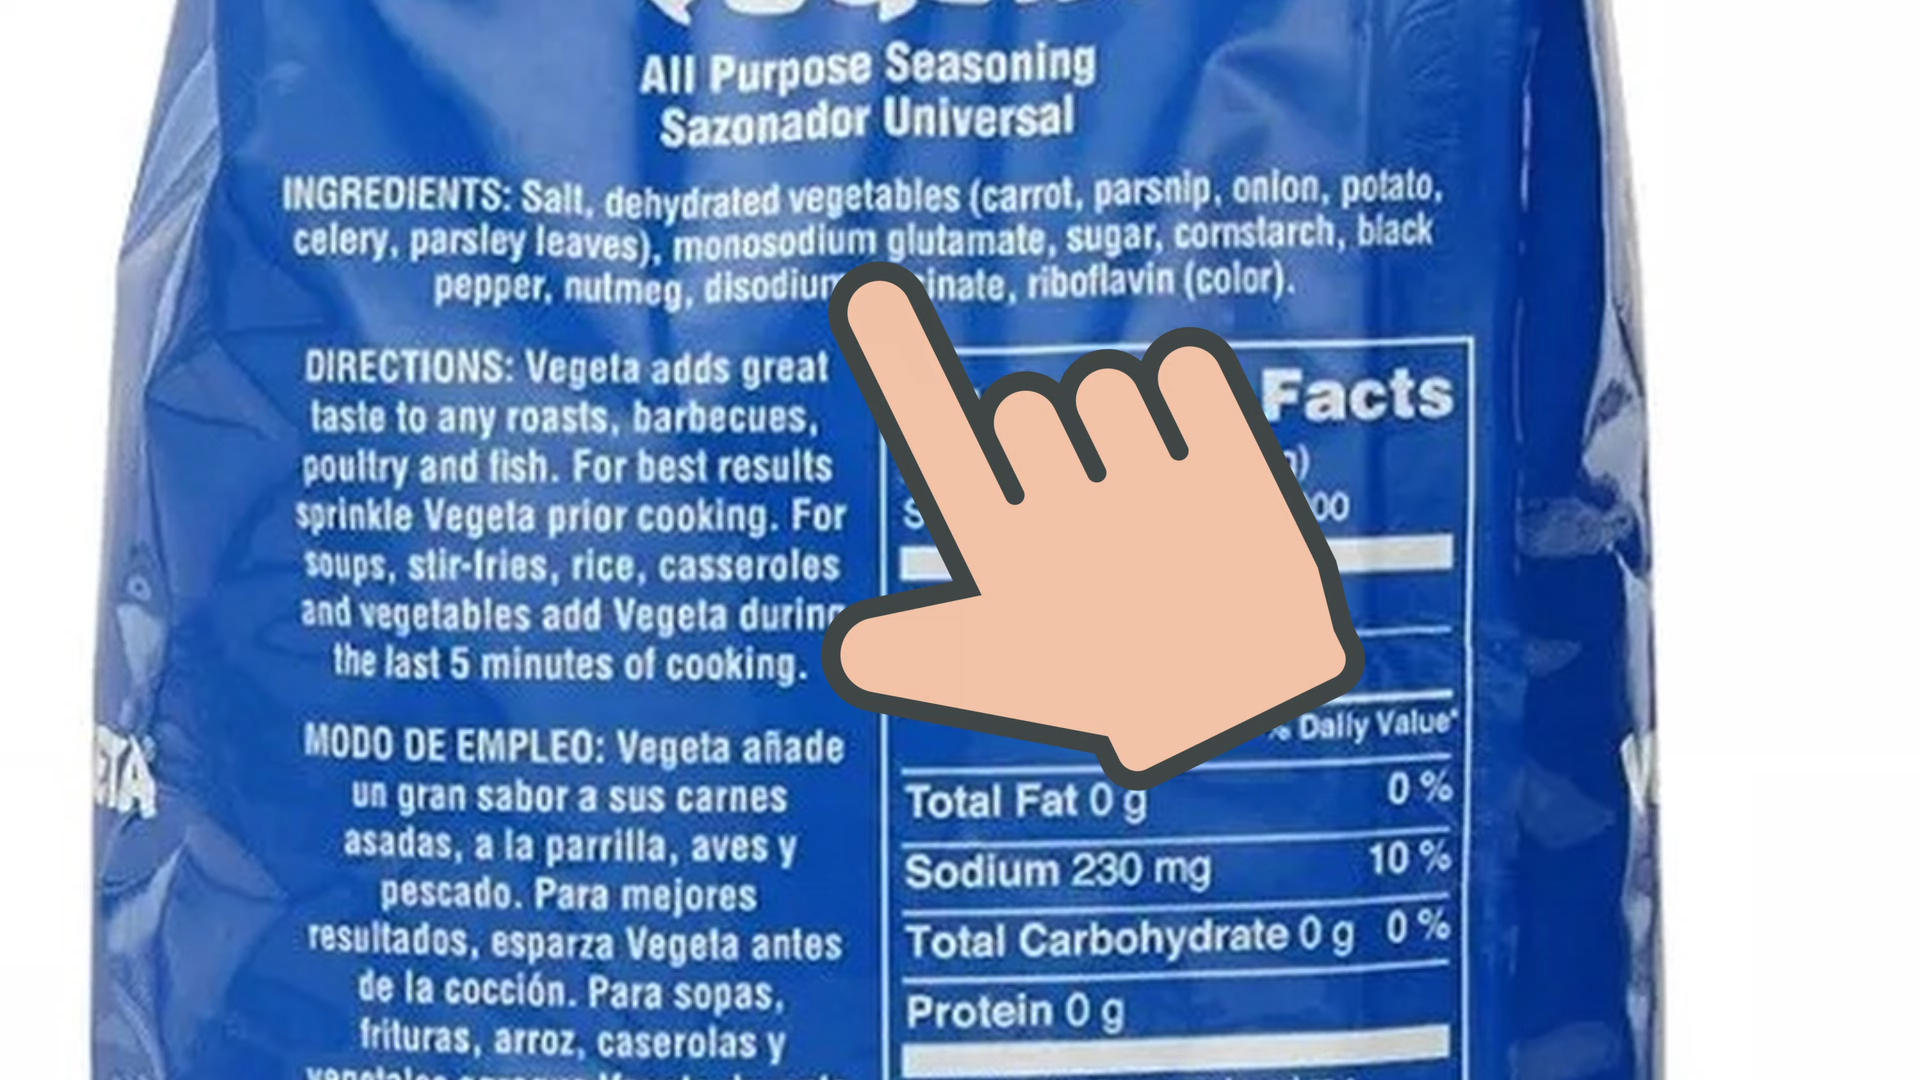 All Purpose Seasoning
Sazonador Universal
INGREDIENTS: Salt, dehydrated vegetables (carrot, parsnip, onion, potato,
celery, parsley leaves), monosodium glutamate, sugar, cornstarch, black
pepper, nutmeg, riboflavin (color).
DIRECTIONS: Vegeta adds great
taste to any roasts, barbecues,
poultry and fish. For best results
sprinkle Vegeta prior cooking. For
soups, stir-fries, rice, casseroles
and vegetables add Vegeta during
the last 5 minutes of cooking.
MODO DE EMPLEO: Vegeta añade
un gran sabor a sus carnes
asadas, a la parrilla, aves y
pescado. Para mejores
resultados, esparza Vegeta antes
de la cocción. Para sopas,
frituras, arroz, caserolas y
Facts
% Daily Value*
Total Fat 0 g 0 %
Sodium 230 mg 10 %
Total Carbohydrate 0 g 0 %
Protein 0 g